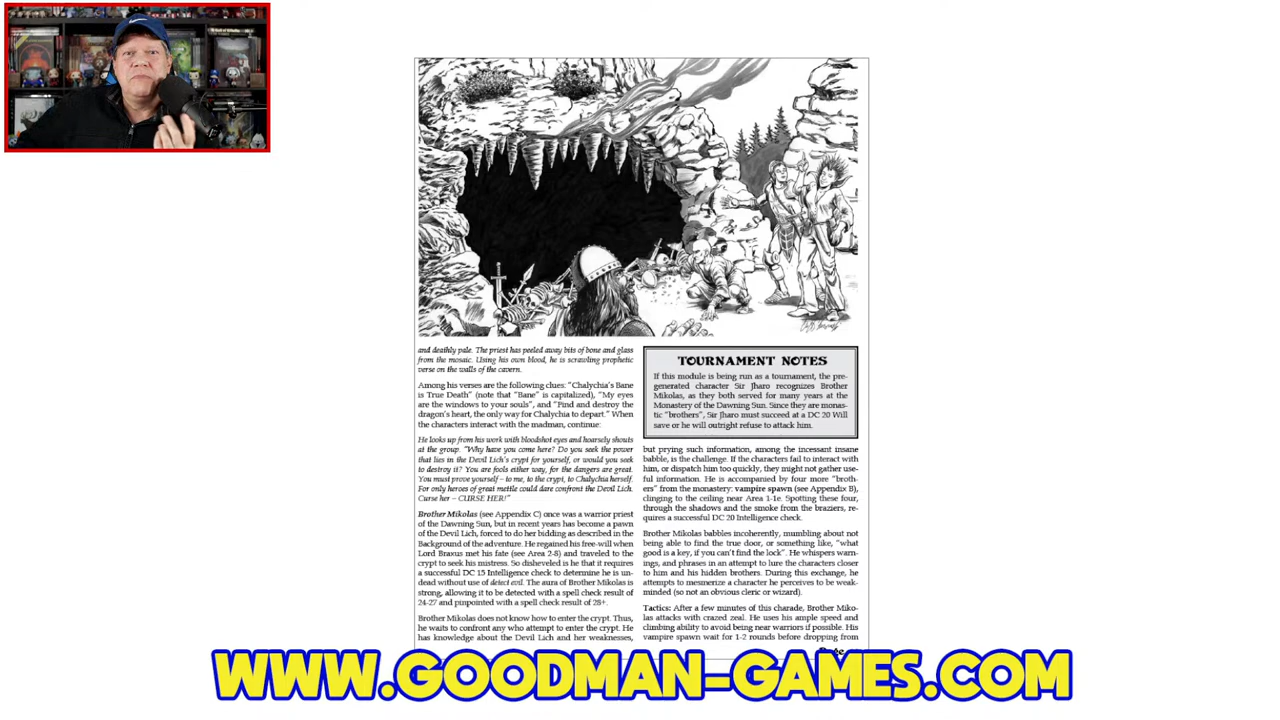 and deathly pale. The priest has peeled away bits of bone and glass
from the mosaic. Using his own blood, he is scrawling prophetic
verse on the walls of the cavern.
Among his verses are the following clues: “Chalychia’s Bane
is True Death” (note that “Bane” is capitalized), “My eyes
are the windows to your souls”, and “Find and destroy the
dragon’s heart, the only way for Chalychia to depart.” When
the characters interact with the madman, continue:
He looks up from his work with bloodshot eyes and hoarsely shouts
at the group. “Why have you come here? Do you seek the power
that lies in the Devil Lich’s crypt for yourself, or would you seek
to destroy it? You are fools either way, for the dangers are great.
You must prove yourself – to me, to the crypt, to Chalychia herself.
For only heroes of great mettle could dare confront the Devil Lich.
Curse her – CURSE HER!”
Brother Mikolas (see Appendix C) once was a warrior priest
of the Dawning Sun, but in recent years has become a pawn
of the Devil Lich, forced to do her bidding as described in the
Background of the adventure. He regained his free-will when
Lord Braxus met his fate (see Area 2-8) and traveled to the
crypt to seek his mistress. So disheveled is he that it requires
a successful DC 15 Intelligence check to determine he is un-
dead without use of detect evil. The aura of Brother Mikolas is
strong, allowing it to be detected with a spell check result of
24-27 and pinpointed with a spell check result of 28+.
Brother Mikolas does not know how to enter the crypt. Thus,
he waits to confront any who attempt to enter the crypt. He
has knowledge about the Devil Lich and her weaknesses,
TOURNAMENT NOTES
If this module is being run as a tournament, the pre-
generated character Sir Jharo recognizes Brother
Mikolas, as they both served for many years at the
Monastery of the Dawning Sun. Since they are monas-
tic “brothers”, Sir Jharo must succeed at a DC 20 Will
save or he will outright refuse to attack him.
but prying such information, among the incessant insane
babble, is the challenge. If the characters fail to interact with
him, or dispatch him too quickly, they might not gather use-
ful information. He is accompanied by four more “broth-
ers” from the monastery: vampire spawn (see Appendix B),
clinging to the ceiling near Area 1-1e. Spotting these four,
through the shadows and the smoke from the braziers, re-
quires a successful DC 20 Intelligence check.
Brother Mikolas babbles incoherently, mumbling about not
being able to find the true door, or something like, “what
good is a key, if you can’t find the lock”. He whispers warn-
ings, and phrases in an attempt to lure the characters closer
to him and his hidden brothers. During this exchange, he
attempts to mesmerize a character he perceives to be weak-
minded (so not an obvious cleric or wizard).
Tactics: After a few minutes of this charade, Brother Miko-
las attacks with crazed zeal. He uses his ample speed and
climbing ability to avoid being near warriors if possible. His
vampire spawn wait for 1-2 rounds before dropping from
WWW.GOODMAN-GAMES.COM